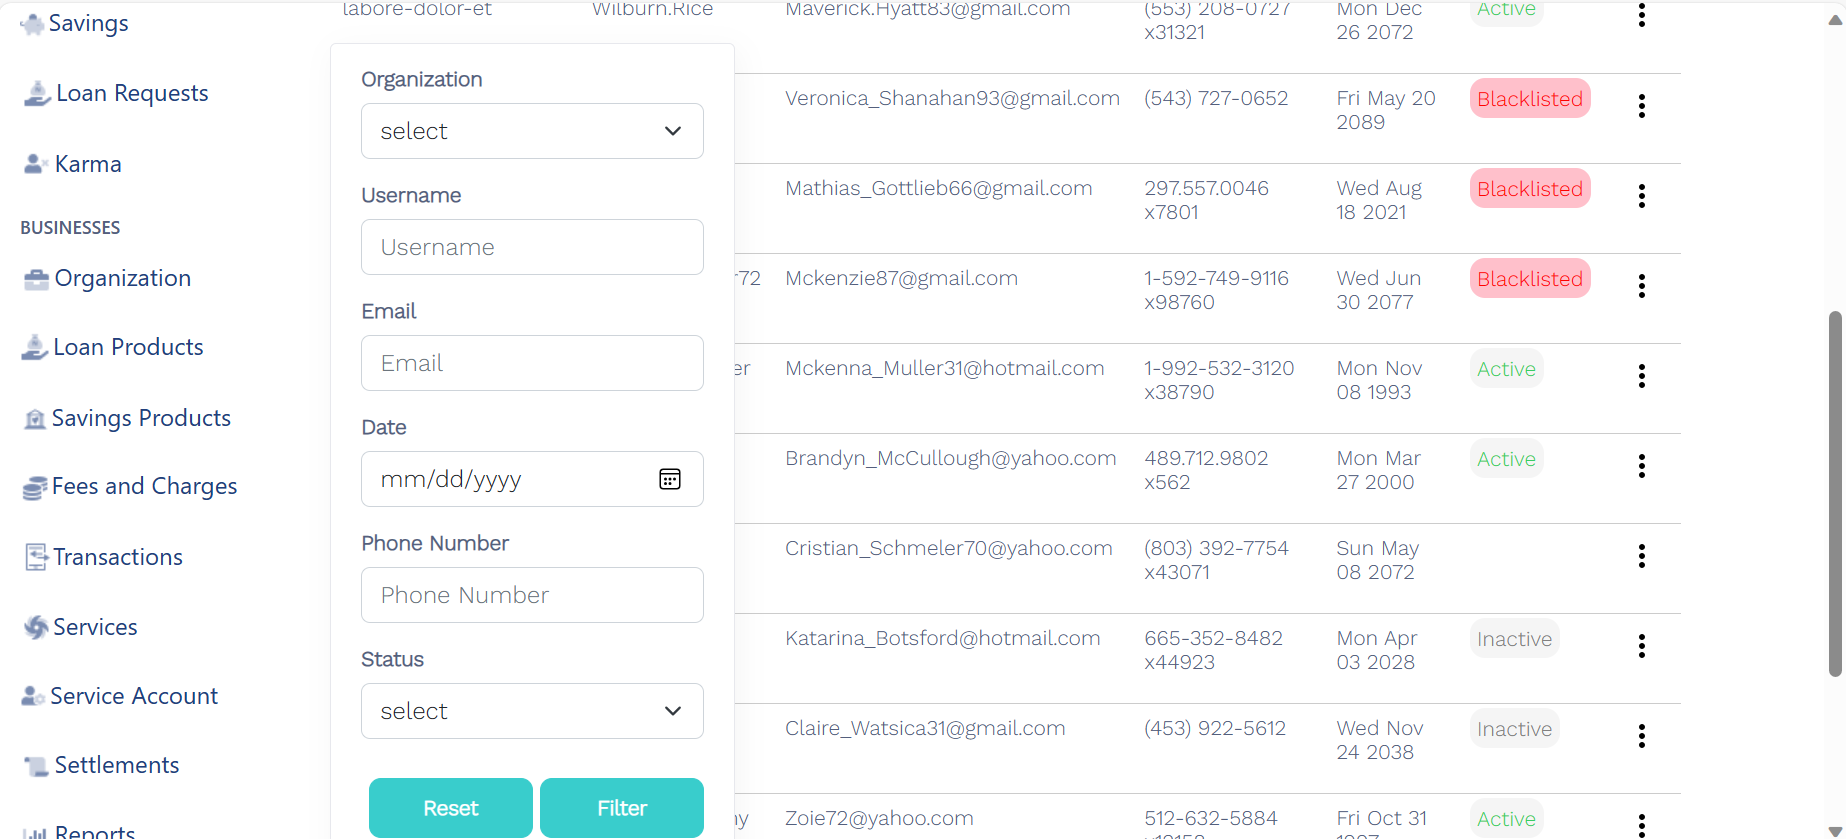 Savings
Loan Requests
Karma
BUSINESSES
Organization
Loan Products
Savings Products
Fees and Charges
Transactions
Services
Service Account
Settlements
Reports
Organization
select
Username
Username
Email
Email
Date
mm/dd/yyyy
Phone Number
Phone Number
Status
select
Reset Filter
labore-dolor-et Wilburn.Rice Maverick.Hyatt83@gmail.com (553) 208-0727 Mon Dec Active
x31321 26 2072
Veronica_Shanahan93@gmail.com (543) 727-0652 Fri May 20 Blacklisted
2089
Mathias_Gottlieb66@gmail.com 297.557.0046 Wed Aug Blacklisted
x7801 18 2021
r72 Mckenzie87@gmail.com 1-592-749-9116 Wed Jun Blacklisted
x98760 30 2077
er Mckenna_Muller31@hotmail.com 1-992-532-3120 Mon Nov Active
x38790 08 1993
Brandyn_McCullough@yahoo.com 489.712.9802 Mon Mar Active
x562 27 2000
Cristian_Schmeler70@yahoo.com (803) 392-7754 Sun May
x43071 08 2072
Katarina_Botsford@hotmail.com 665-352-8482 Mon Apr Inactive
x44923 03 2028
Claire_Watsica31@gmail.com (453) 922-5612 Wed Nov Inactive
24 2038
ny Zoie72@yahoo.com 512-632-5884 Fri Oct 31 Active